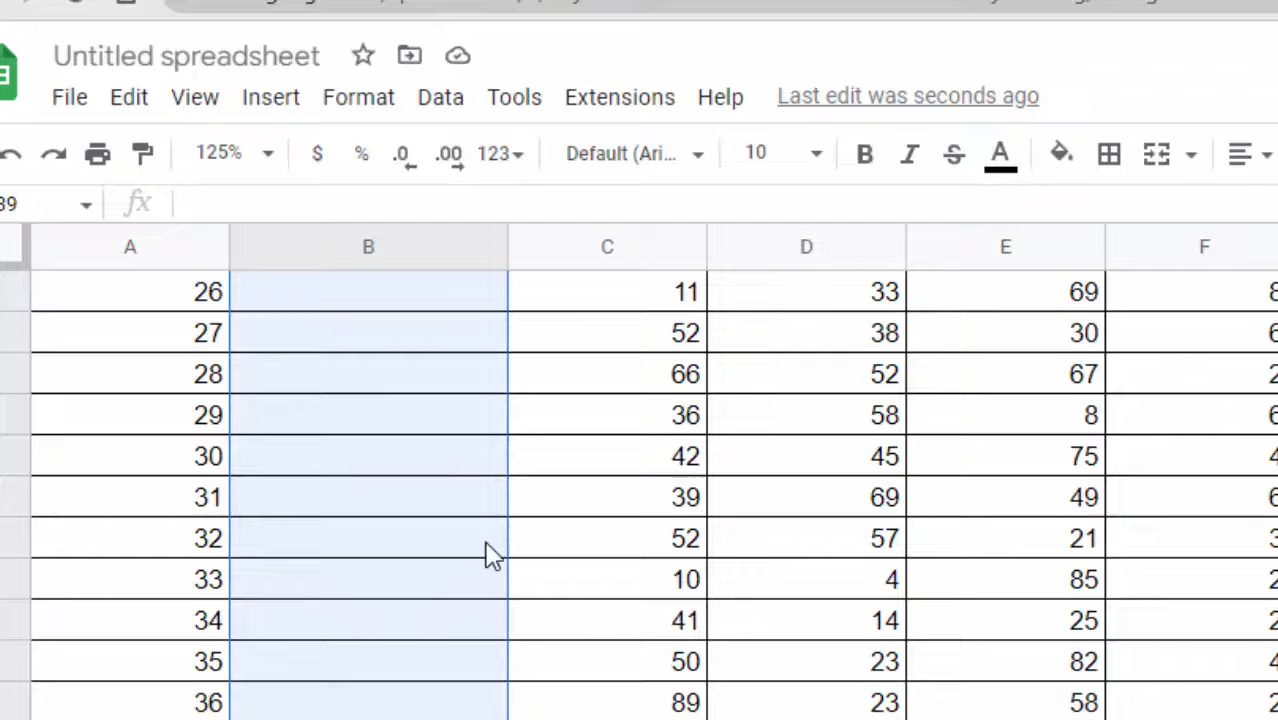 Untitled spreadsheet
File Edit View Insert Format Data Tools Extensions Help Last edit was seconds ago
125% $ % .0 .00 123 Default (Ari... 10 B I S A
39 fx
A B C D E F
26 11 33 69
27 52 38 30
28 66 52 67
29 36 58 8
30 42 45 75
31 39 69 49
32 52 57 21
33 10 4 85
34 41 14 25
35 50 23 82
36 89 23 58